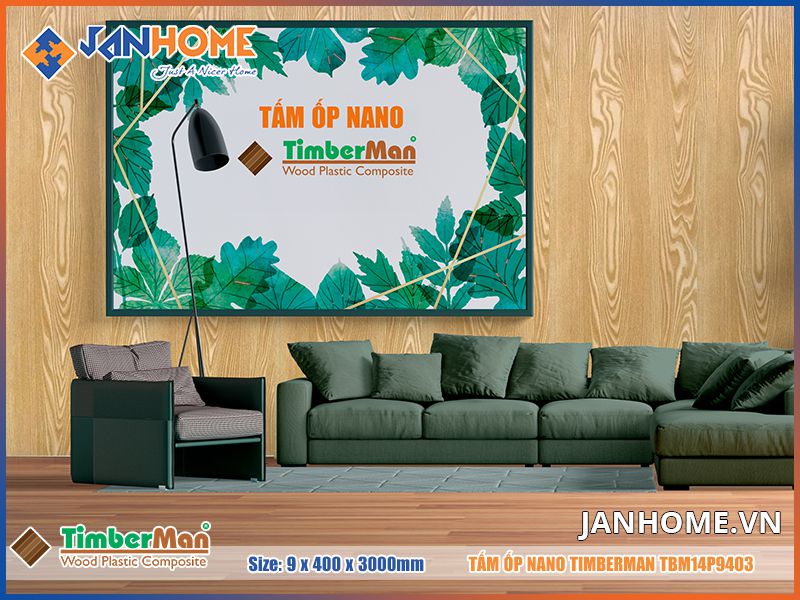 JANHOME
Just A Nicer Home
TẤM ỐP NANO
TimberMan®
Wood Plastic Composite
JANHOME.VN
TimberMan®
Wood Plastic Composite
Size: 9 x 400 x 3000mm
TẤM ỐP NANO TIMBERMAN TBM14P9403